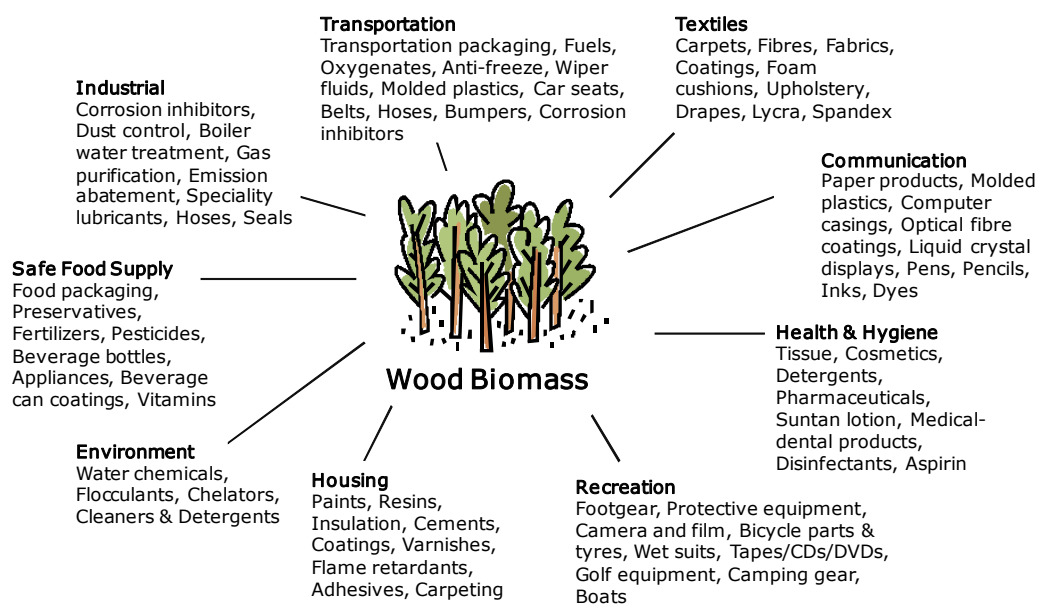 Transportation
Transportation packaging, Fuels,
Oxygenates, Anti-freeze, Wiper
fluids, Molded plastics, Car seats,
Belts, Hoses, Bumpers, Corrosion
inhibitors
Textiles
Carpets, Fibres, Fabrics,
Coatings, Foam
cushions, Upholstery,
Drapes, Lycra, Spandex
Industrial
Corrosion inhibitors,
Dust control, Boiler
water treatment, Gas
purification, Emission
abatement, Speciality
lubricants, Hoses, Seals
Communication
Paper products, Molded
plastics, Computer
casings, Optical fibre
coatings, Liquid crystal
displays, Pens, Pencils,
Inks, Dyes
Safe Food Supply
Food packaging,
Preservatives,
Fertilizers, Pesticides,
Beverage bottles,
Appliances, Beverage
can coatings, Vitamins
Wood Biomass
Health & Hygiene
Tissue, Cosmetics,
Detergents,
Pharmaceuticals,
Suntan lotion, Medical-
dental products,
Disinfectants, Aspirin
Environment
Water chemicals,
Flocculants, Chelators,
Cleaners & Detergents
Housing
Paints, Resins,
Insulation, Cements,
Coatings, Varnishes,
Flame retardants,
Adhesives, Carpeting
Recreation
Footgear, Protective equipment,
Camera and film, Bicycle parts &
tyres, Wet suits, Tapes/CDs/DVDs,
Golf equipment, Camping gear,
Boats